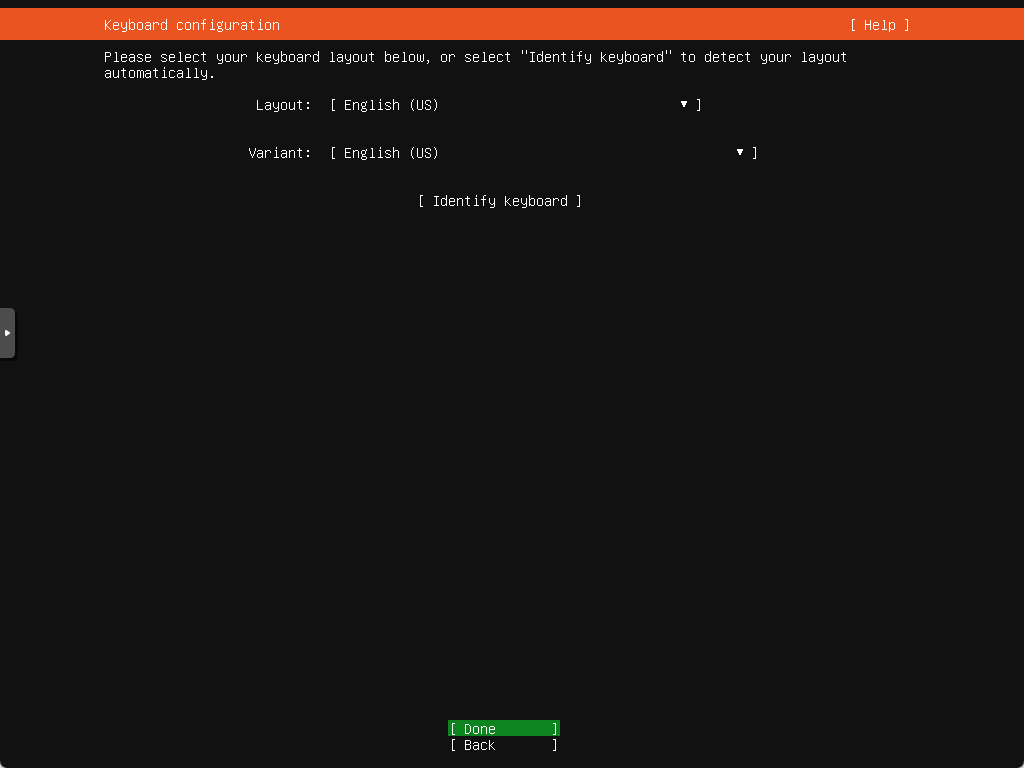 Keyboard configuration [ Help ]
Please select your keyboard layout below, or select "Identify keyboard" to detect your layout
automatically.
Layout: [ English (US) ▾ ]
Variant: [ English (US) ▾ ]
[ Identify keyboard ]
[ Done ]
[ Back ]